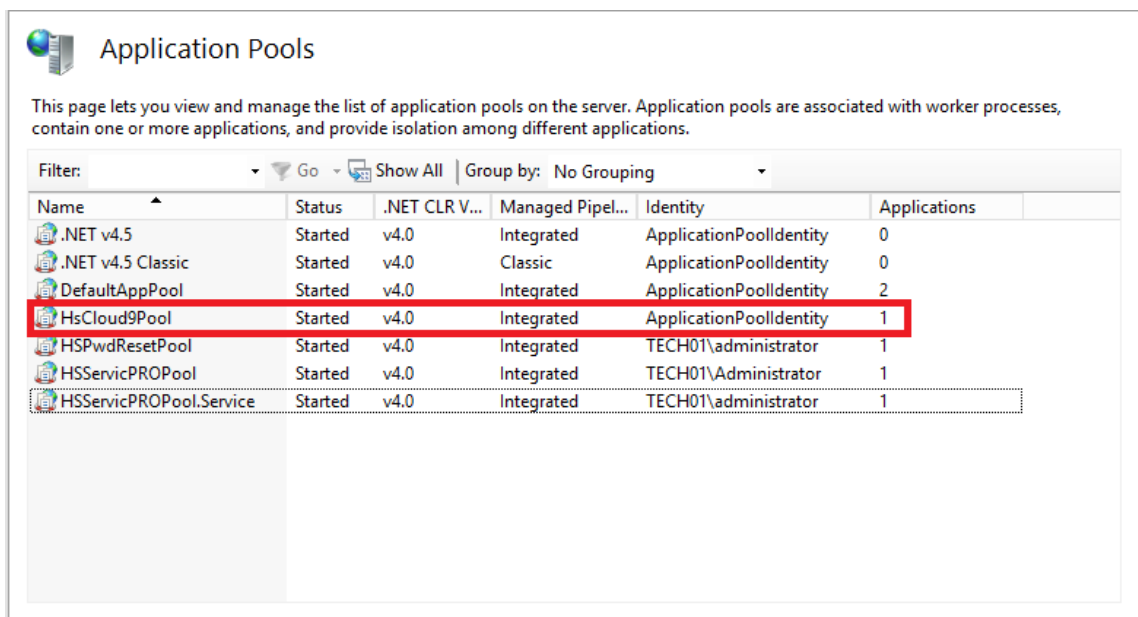 Application Pools
This page lets you view and manage the list of application pools on the server. Application pools are associated with worker processes,
contain one or more applications, and provide isolation among different applications.
Filter: Go Show All Group by: No Grouping
Name Status .NET CLR V... Managed Pipel... Identity Applications
.NET v4.5 Started v4.0 Integrated ApplicationPoolIdentity 0
.NET v4.5 Classic Started v4.0 Classic ApplicationPoolIdentity 0
DefaultAppPool Started v4.0 Integrated ApplicationPoolIdentity 2
HsCloud9Pool Started v4.0 Integrated ApplicationPoolIdentity 1
HSPwdResetPool Started v4.0 Integrated TECH01\administrator 1
HSServicPROPool Started v4.0 Integrated TECH01\Administrator 1
HSServicPROPool.Service Started v4.0 Integrated TECH01\administrator 1